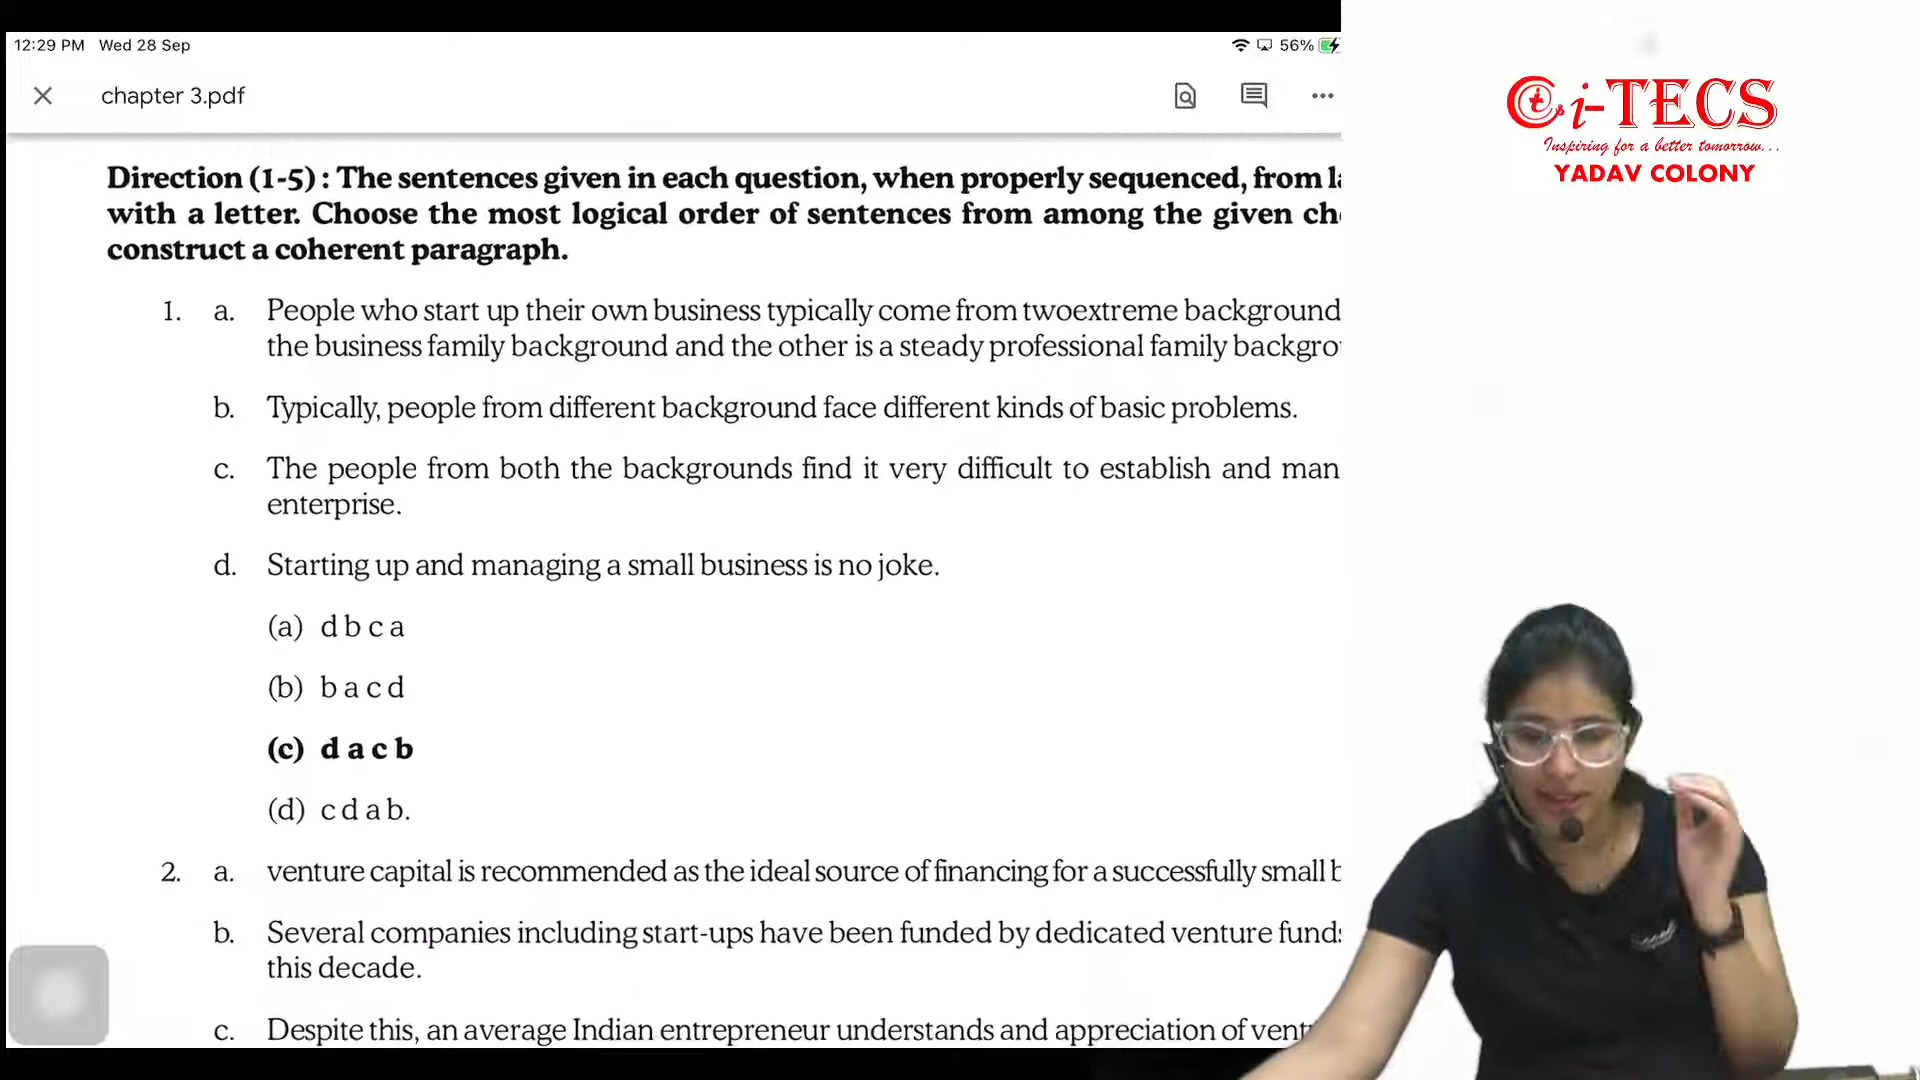 12:29 PM Wed 28 Sep
56%
chapter 3.pdf
i-TECS
Inspiring for a better tomorrow...
YADAV COLONY
Direction (1-5) : The sentences given in each question, when properly sequenced, from
with a letter. Choose the most logical order of sentences from among the given
construct a coherent paragraph.
1. a. People who start up their own business typically come from twoextreme background
the business family background and the other is a steady professional family
b. Typically, people from different background face different kinds of basic problems.
c. The people from both the backgrounds find it very difficult to establish and man
enterprise.
d. Starting up and managing a small business is no joke.
(a) d b c a
(b) b a c d
(c) d a c b
(d) c d a b.
2. a. venture capital is recommended as the ideal source of financing for a successfully small
b. Several companies including start-ups have been funded by dedicated venture
this decade.
c. Despite this, an average Indian entrepreneur understands and appreciation of